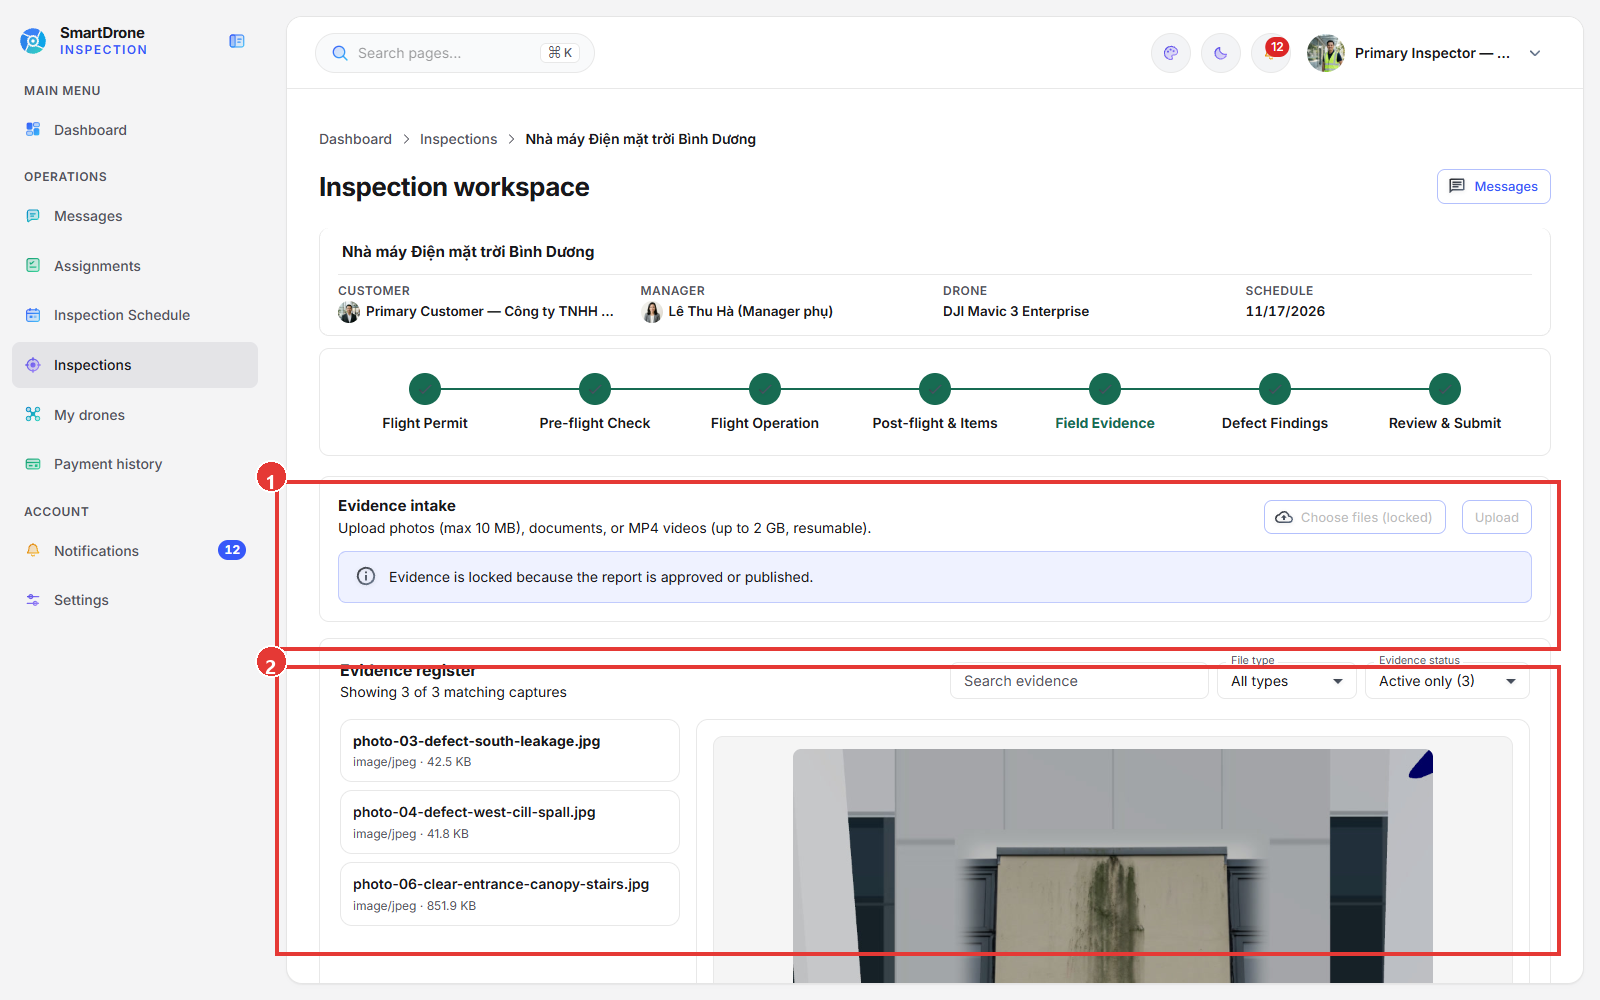 SmartDrone
INSPECTION
MAIN MENU
Dashboard
OPERATIONS
Messages
Assignments
Inspection Schedule
Inspections
My drones
Payment history
ACCOUNT
Notifications 12
Settings
Search pages... ⌘ K
12
Primary Inspector — ...
Dashboard > Inspections > Nhà máy Điện mặt trời Bình Dương
Inspection workspace
Messages
Nhà máy Điện mặt trời Bình Dương
CUSTOMER MANAGER DRONE SCHEDULE
Primary Customer — Công ty TNHH ... Lê Thu Hà (Manager phụ) DJI Mavic 3 Enterprise 11/17/2026
Flight Permit Pre-flight Check Flight Operation Post-flight & Items Field Evidence Defect Findings Review & Submit
1
Evidence intake
Upload photos (max 10 MB), documents, or MP4 videos (up to 2 GB, resumable).
Choose files (locked) Upload
Evidence is locked because the report is approved or published.
2
Evidence register
Showing 3 of 3 matching captures
Search evidence
File type
All types
Evidence status
Active only (3)
photo-03-defect-south-leakage.jpg
image/jpeg · 42.5 KB
photo-04-defect-west-cill-spall.jpg
image/jpeg · 41.8 KB
photo-06-clear-entrance-canopy-stairs.jpg
image/jpeg · 851.9 KB